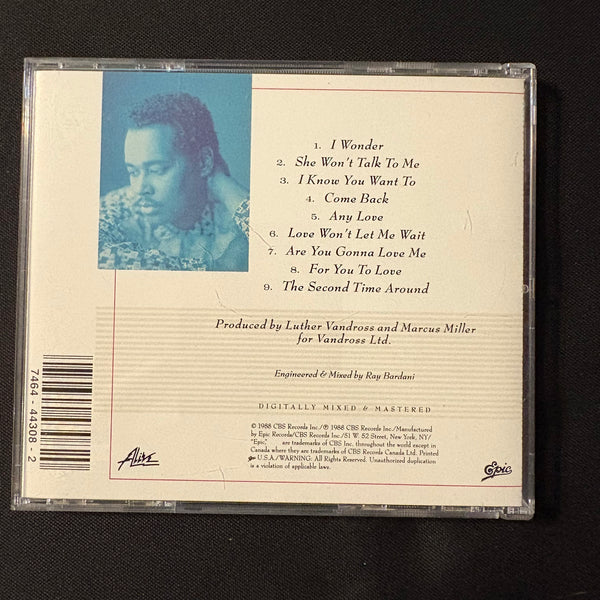 1. I Wonder
2. She Won't Talk To Me
3. I Know You Want To
4. Come Back
5. Any Love
6. Love Won't Let Me Wait
7. Are You Gonna Love Me
8. For You To Love
9. The Second Time Around
Produced by Luther Vandross and Marcus Miller
for Vandross Ltd.
Engineered & Mixed by Ray Bardani
DIGITALLY MIXED & MASTERED
© 1988 CBS Records Inc./℗ 1988 CBS Records Inc./Manufactured
by Epic Records/CBS Records Inc./51 W. 52 Street, New York, NY/
"Epic," are trademarks of CBS Inc. throughout the world except in
Canada where they are trademarks of CBS Records Canada Ltd. Printed
U.S.A./WARNING: All Rights Reserved. Unauthorized duplication
is a violation of applicable laws.
7464 - 44308 - 2
Epic